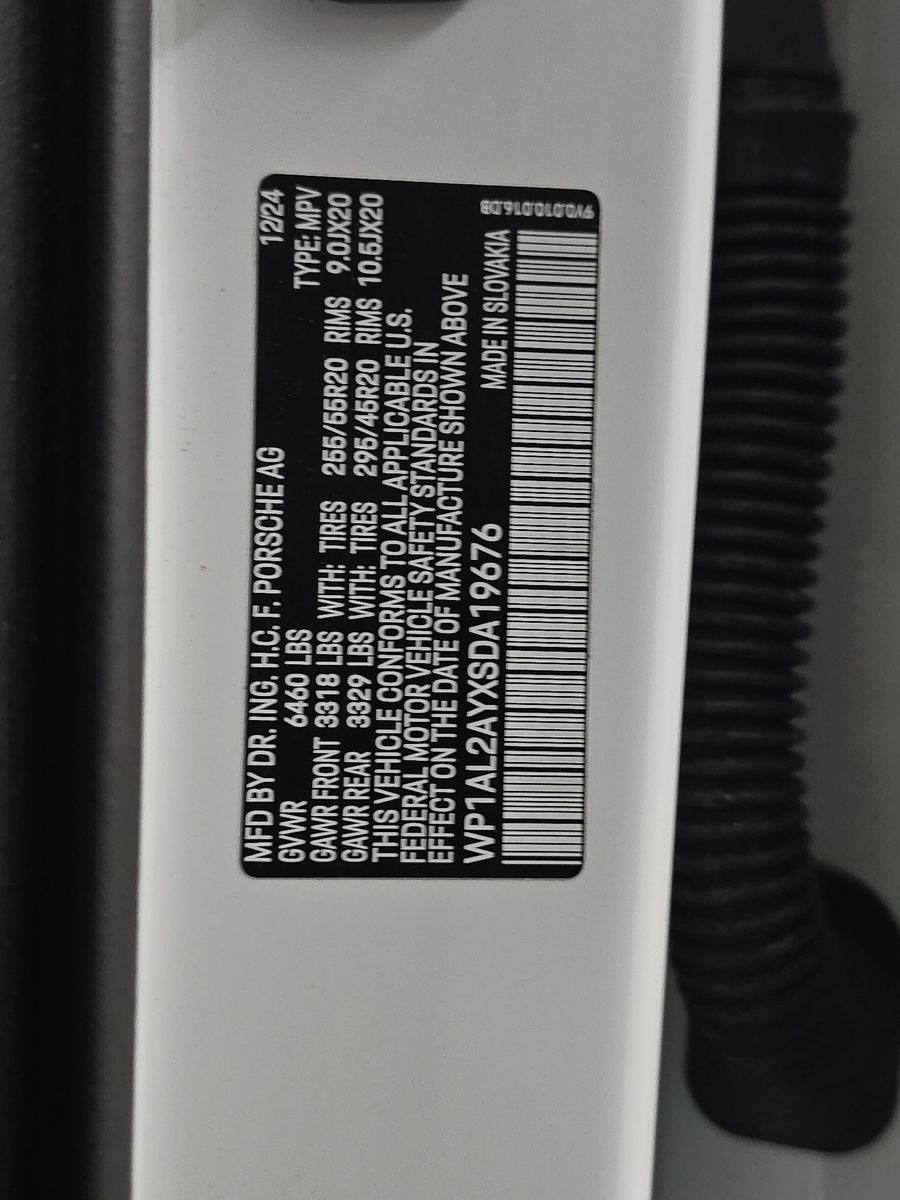 MFD BY DR. ING. H.C. F. PORSCHE AG 12/24
GVWR 6460 LBS TYPE: MPV
GAWR FRONT 3318 LBS WITH: TIRES 255/55R20 RIMS 9.0JX20
GAWR REAR 3329 LBS WITH: TIRES 295/45R20 RIMS 10.5JX20
THIS VEHICLE CONFORMS TO ALL APPLICABLE U.S.
FEDERAL MOTOR VEHICLE SAFETY STANDARDS IN
EFFECT ON THE DATE OF MANUFACTURE SHOWN ABOVE
WP1AL2AYXSDA19676 MADE IN SLOVAKIA
9Y0.010.016.DB